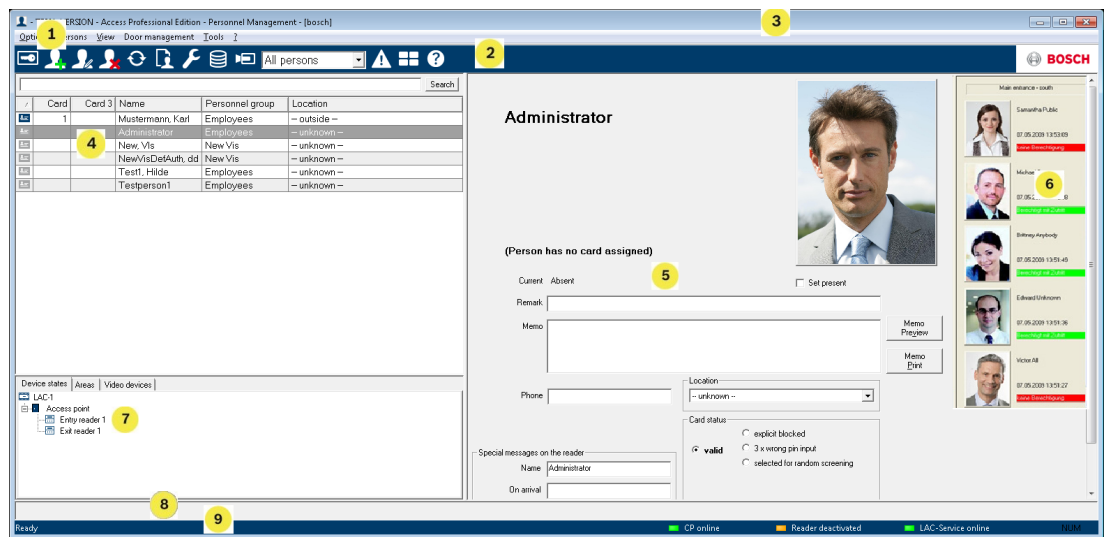 ERSION - Access Professional Edition - Personnel Management - [bosch]
3
1
Persons View Door management Tools ?
All persons
2
BOSCH
Search
Card Card 3 Name Personnel group Location
1 Mustermann, Karl Employees -- outside --
Administrator Employees -- unknown --
4
New, VIs New Vis -- unknown --
NewVisDefAuth, dd New Vis -- unknown --
Test1, Hilde Employees -- unknown --
Testperson1 Employees -- unknown --
Administrator
(Person has no card assigned)
5
Current Absent
Set present
Remark
Memo
Memo Preview
Memo Print
Phone
Location
-- unknown --
Card status
valid
explicit blocked
3 x wrong pin input
selected for random screening
Special messages on the reader
Name Administrator
On arrival
Main entrance - south
Samantha Public
07.05.2009 13:53:09
keine Berechtigung
6
Brittney Anybody
07.05.2009 13:51:49
Edward Unknown
07.05.2009 13:51:36
Victor All
07.05.2009 13:51:27
keine Berechtigung
Device states Areas Video devices
LAC-1
Access point
Entry reader 1
Exit reader 1
7
8
9
Ready
CP online
Reader deactivated
LAC-Service online
NUM